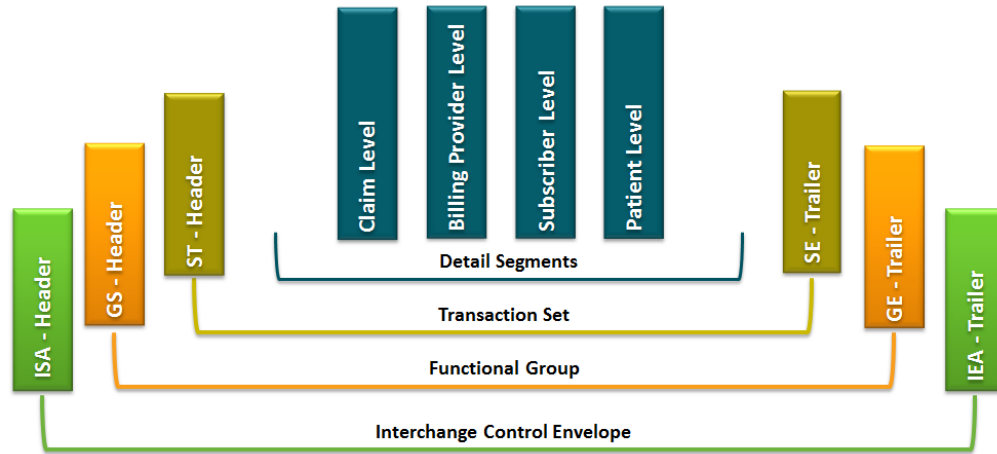 ISA - Header
GS - Header
ST - Header
Claim Level
Billing Provider Level
Subscriber Level
Patient Level
SE - Trailer
GE - Trailer
IEA - Trailer
Detail Segments
Transaction Set
Functional Group
Interchange Control Envelope